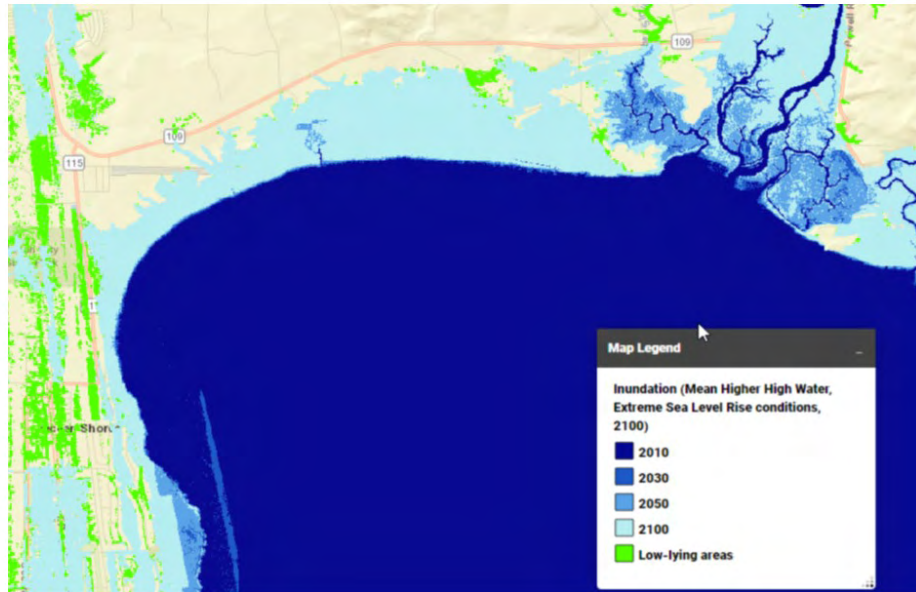 109
Powell R
109
115
Map Legend
Inundation (Mean Higher High Water,
Extreme Sea Level Rise conditions,
2100)
2010
2030
2050
2100
Low-lying areas